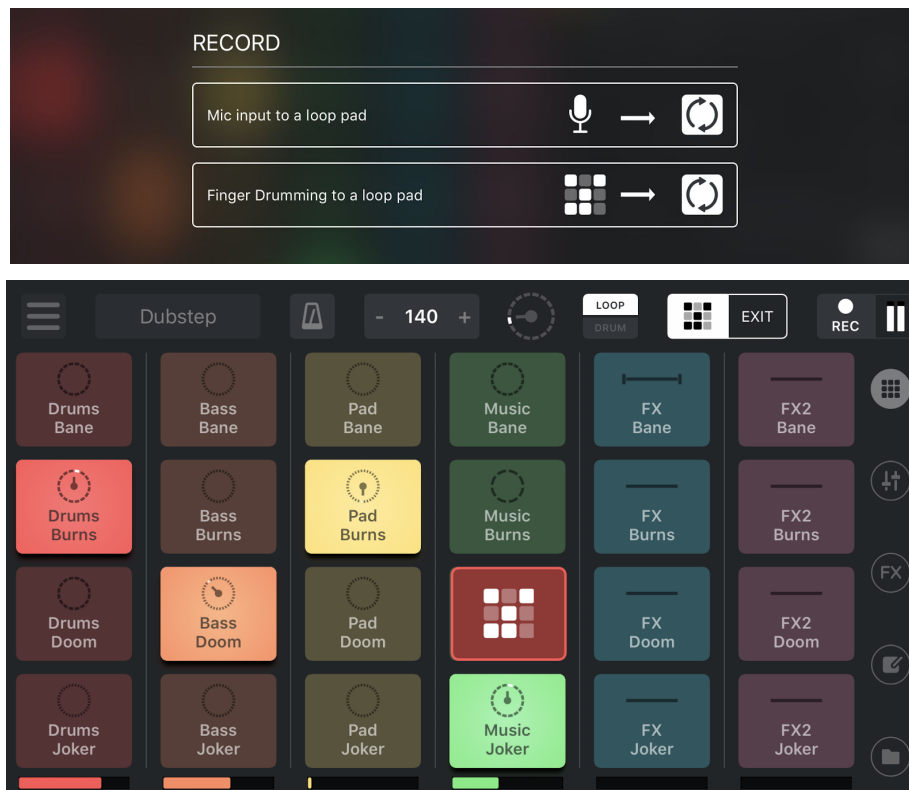 RECORD
Mic input to a loop pad
Finger Drumming to a loop pad
Dubstep
- 140 +
LOOP
DRUM
EXIT
REC
Drums
Bane
Bass
Bane
Pad
Bane
Music
Bane
FX
Bane
FX2
Bane
Drums
Burns
Bass
Burns
Pad
Burns
Music
Burns
FX
Burns
FX2
Burns
FX
Drums
Doom
Bass
Doom
Pad
Doom
FX
Doom
FX2
Doom
Drums
Joker
Bass
Joker
Pad
Joker
Music
Joker
FX
Joker
FX2
Joker